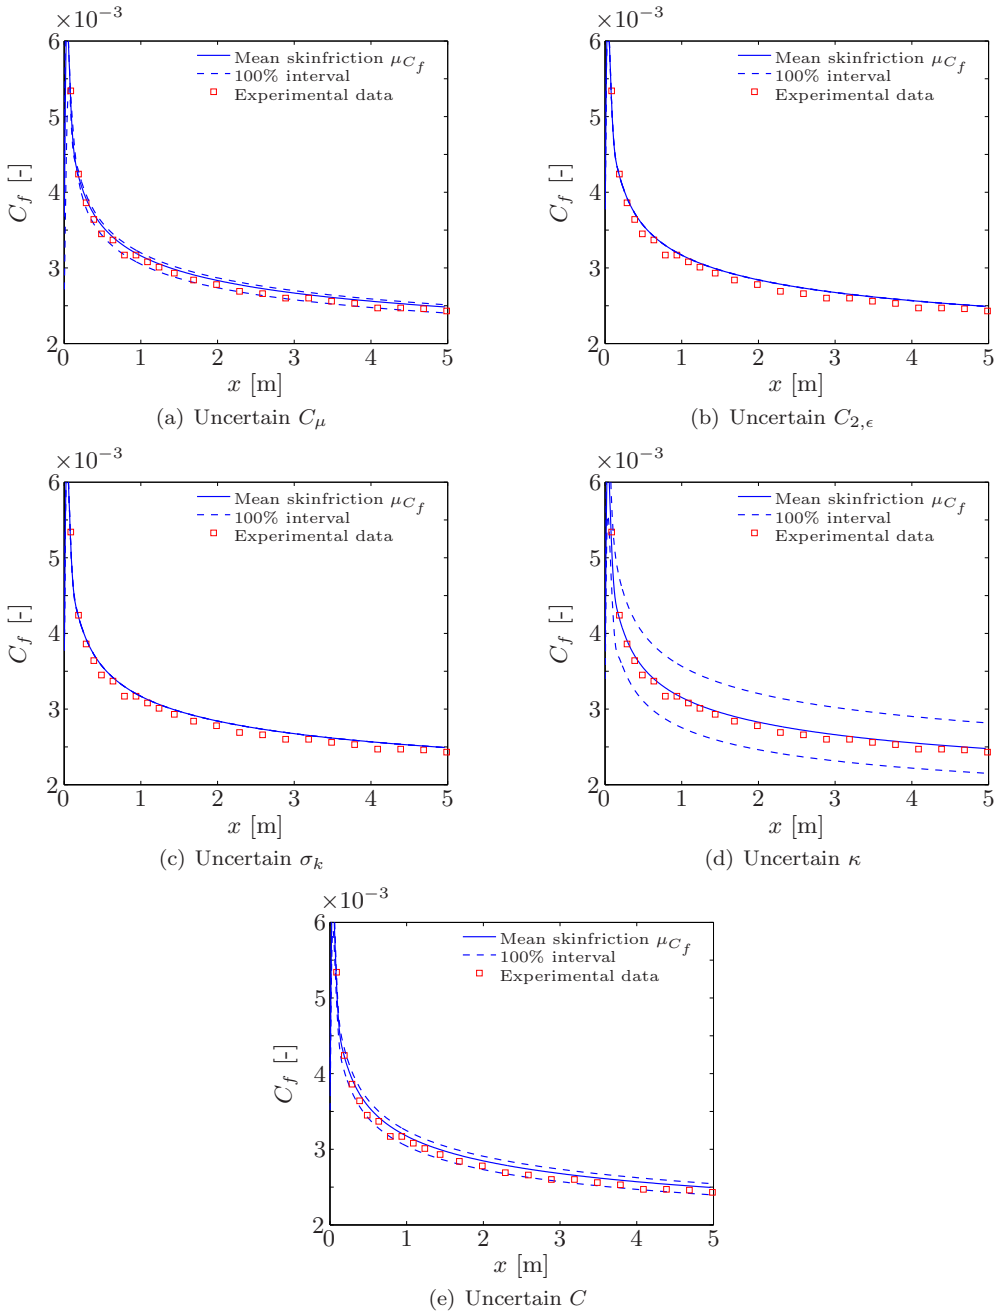 ×10⁻³
6
5
4
3
2
C_f [-]
Mean skinfriction μ_{C_f}
100% interval
Experimental data
0 1 2 3 4 5
x [m]
(a) Uncertain C_μ
×10⁻³
6
5
4
3
2
C_f [-]
Mean skinfriction μ_{C_f}
100% interval
Experimental data
0 1 2 3 4 5
x [m]
(b) Uncertain C_{2,ϵ}
×10⁻³
6
5
4
3
2
C_f [-]
Mean skinfriction μ_{C_f}
100% interval
Experimental data
0 1 2 3 4 5
x [m]
(c) Uncertain σ_k
×10⁻³
6
5
4
3
2
C_f [-]
Mean skinfriction μ_{C_f}
100% interval
Experimental data
0 1 2 3 4 5
x [m]
(d) Uncertain κ
×10⁻³
6
5
4
3
2
C_f [-]
Mean skinfriction μ_{C_f}
100% interval
Experimental data
0 1 2 3 4 5
x [m]
(e) Uncertain C